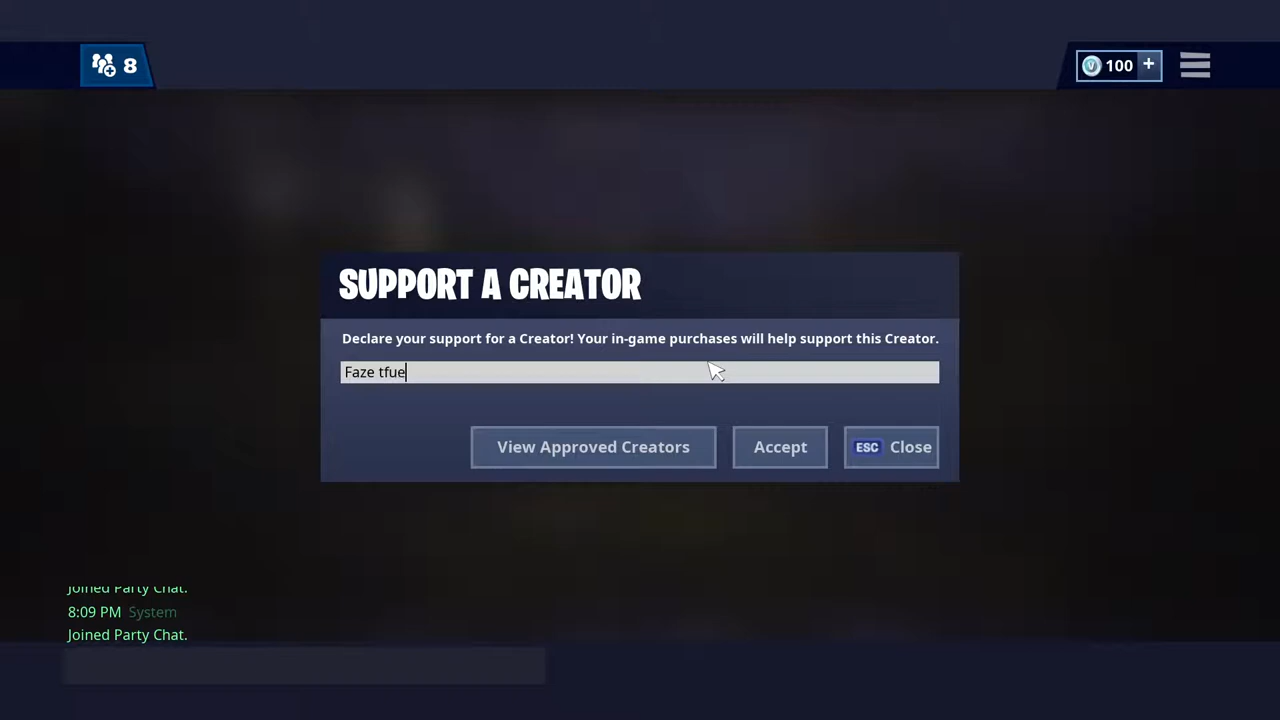 8
100
SUPPORT A CREATOR
Declare your support for a Creator! Your in-game purchases will help support this Creator.
Faze tfue
View Approved Creators
Accept
ESC Close
Joined Party Chat.
8:09 PM System
Joined Party Chat.